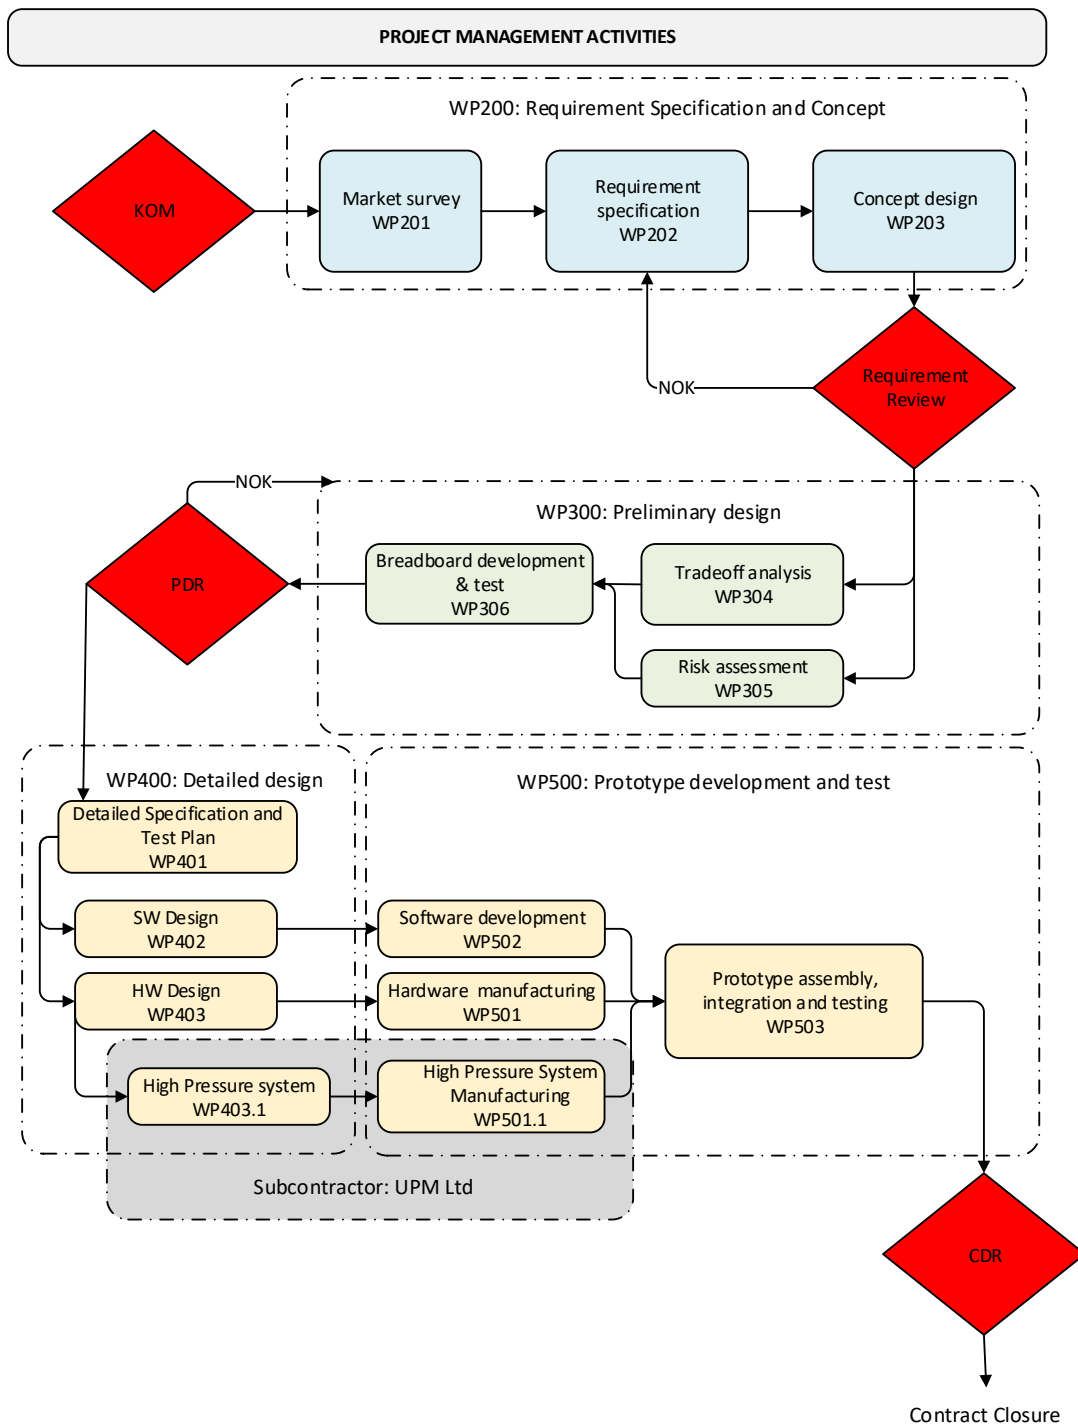 PROJECT MANAGEMENT ACTIVITIES
WP200: Requirement Specification and Concept
KOM
Market survey
WP201
Requirement
specification
WP202
Concept design
WP203
Requirement
Review
NOK
NOK
WP300: Preliminary design
PDR
Breadboard development
& test
WP306
Tradeoff analysis
WP304
Risk assessment
WP305
WP400: Detailed design
WP500: Prototype development and test
Detailed Specification and
Test Plan
WP401
SW Design
WP402
Software development
WP502
HW Design
WP403
Hardware manufacturing
WP501
Prototype assembly,
integration and testing
WP503
High Pressure system
WP403.1
High Pressure System
Manufacturing
WP501.1
Subcontractor: UPM Ltd
CDR
Contract Closure